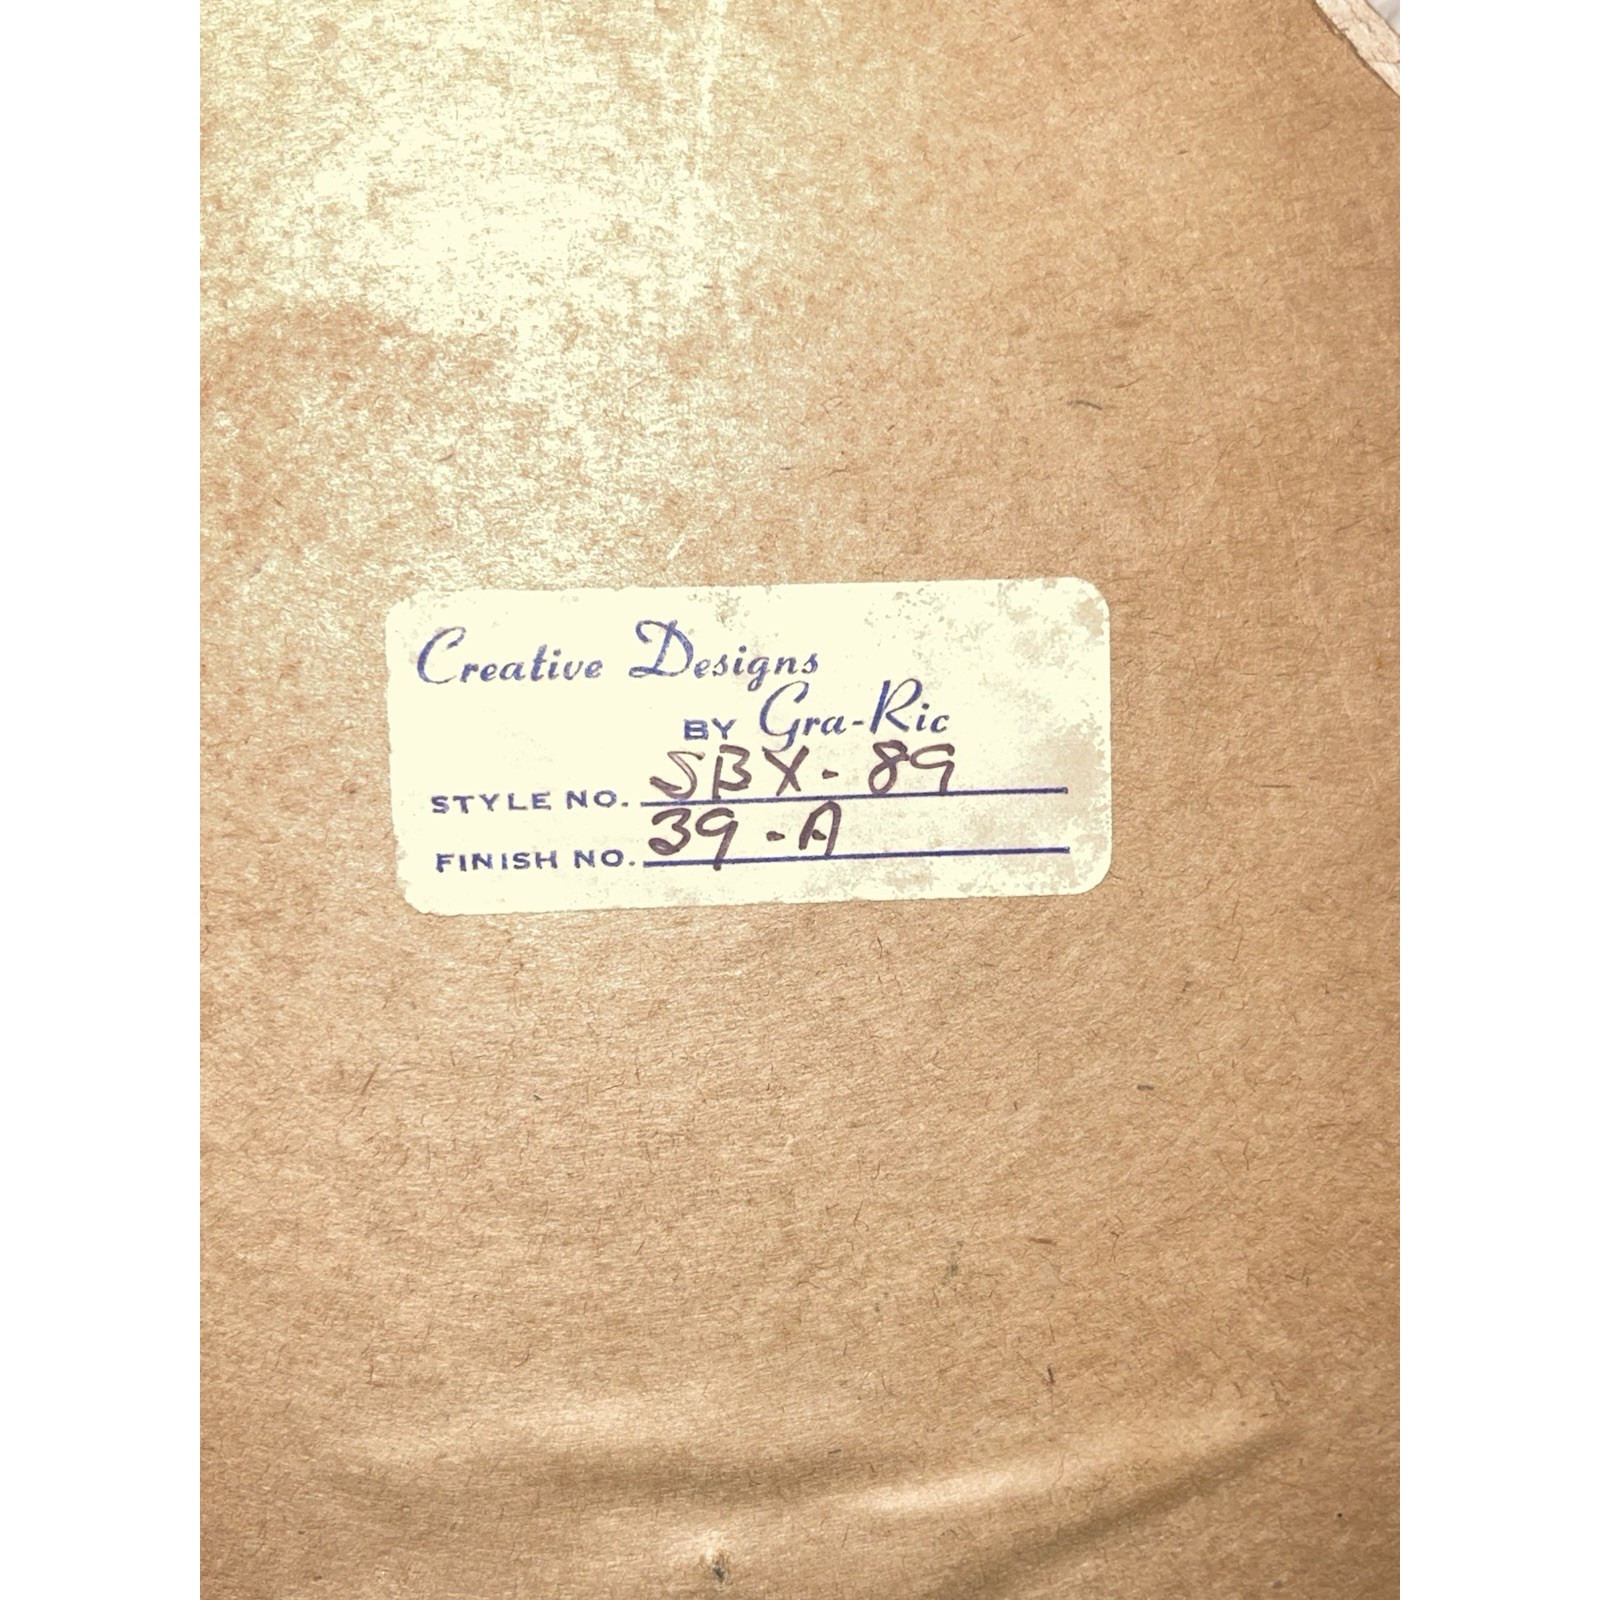 Creative Designs
BY Gra-Ric
STYLE NO. SBX-89
FINISH NO. 39-A